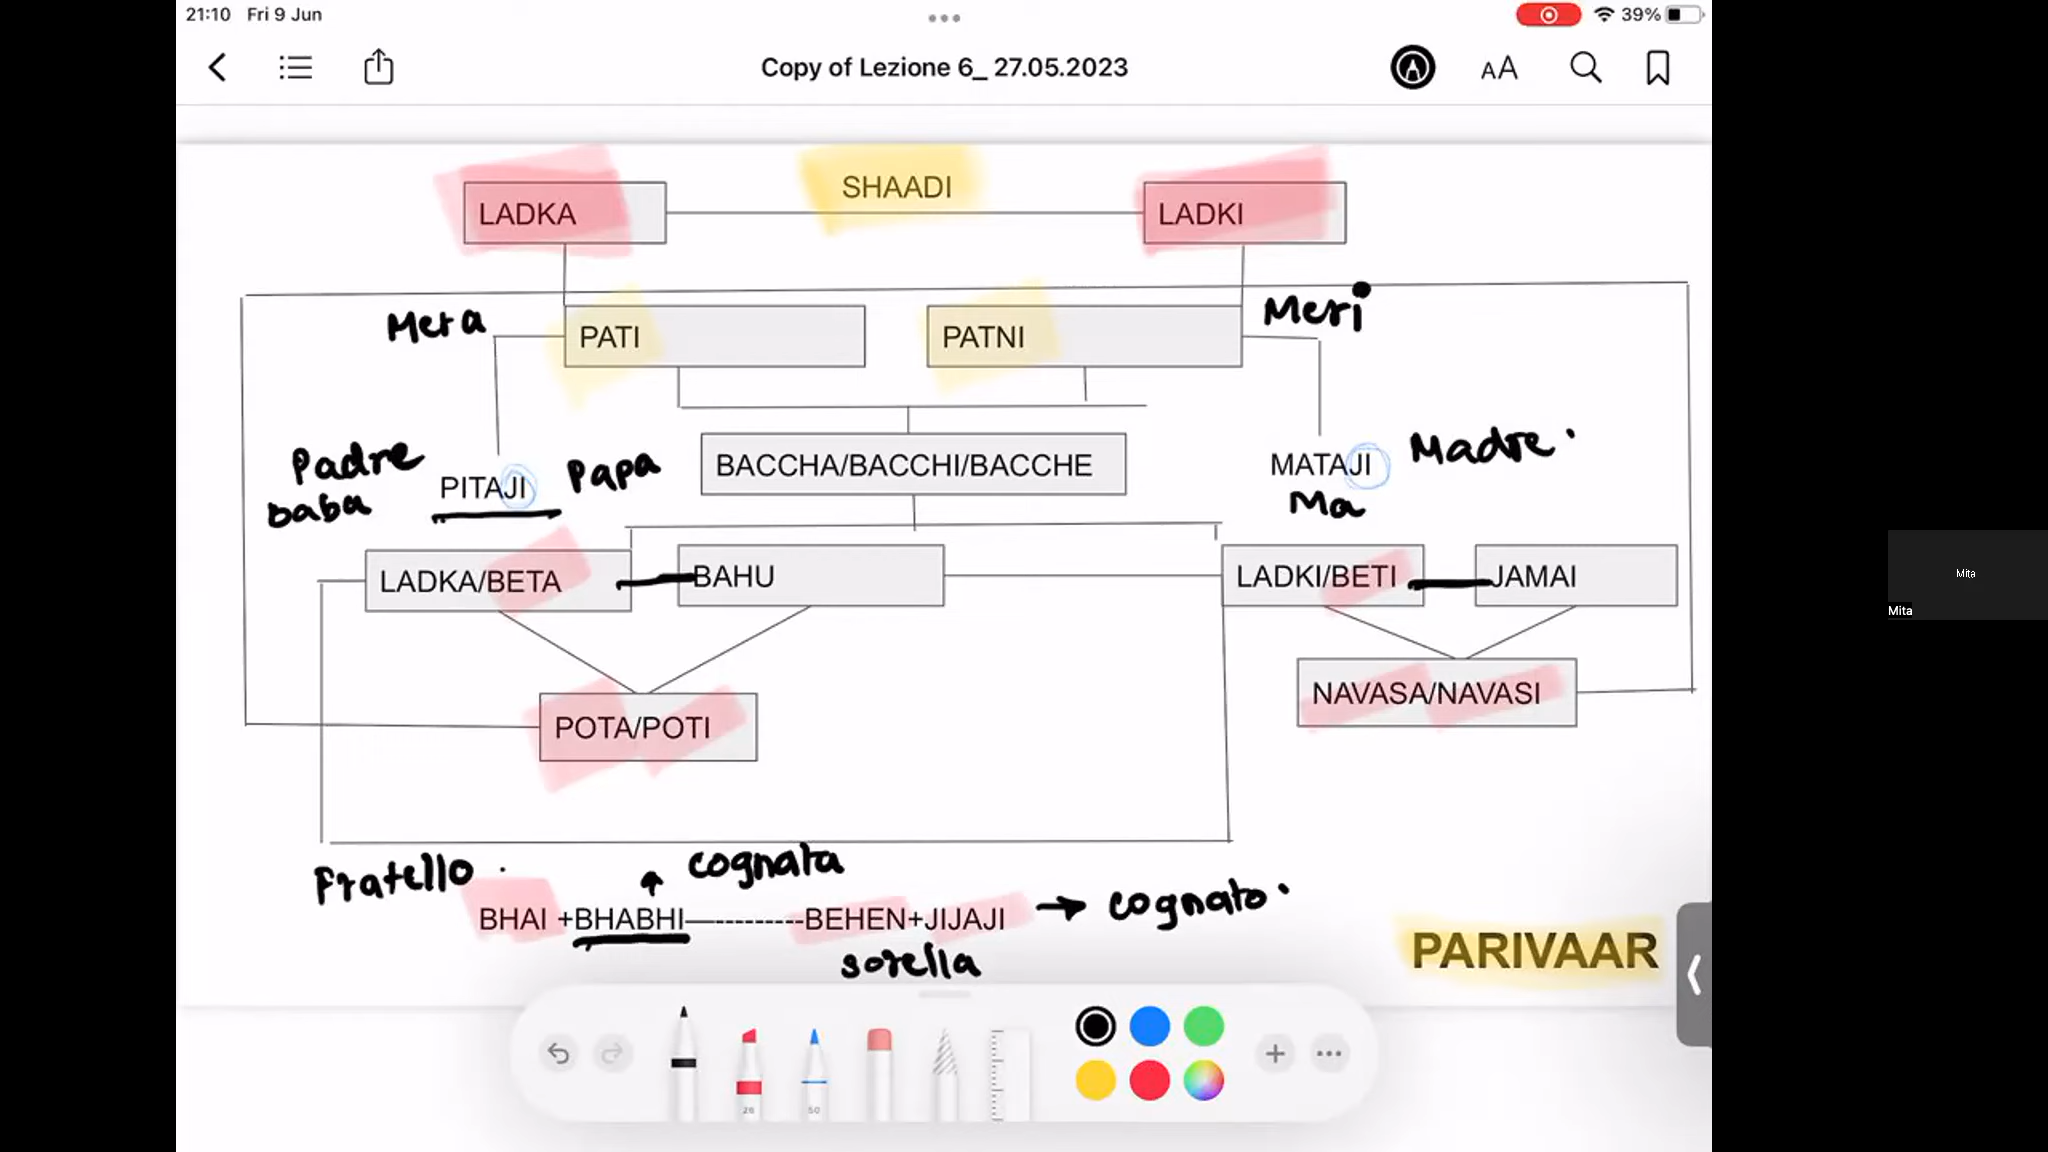 21:10 Fri 9 Jun
39%
Copy of Lezione 6_ 27.05.2023
AA
SHAADI
LADKA
LADKI
Mera
PATI
PATNI
Meri
Padre
baba
PITAJI
Papa
BACCHA/BACCHI/BACCHE
MATAJI
Madre.
Ma
LADKA/BETA
BAHU
LADKI/BETI
JAMAI
Mita
Mita
POTA/POTI
NAVASA/NAVASI
Fratello.
cognata
BHAI +BHABHI-----------BEHEN+JIJAJI
→ cognato.
sorella
PARIVAAR
26
50